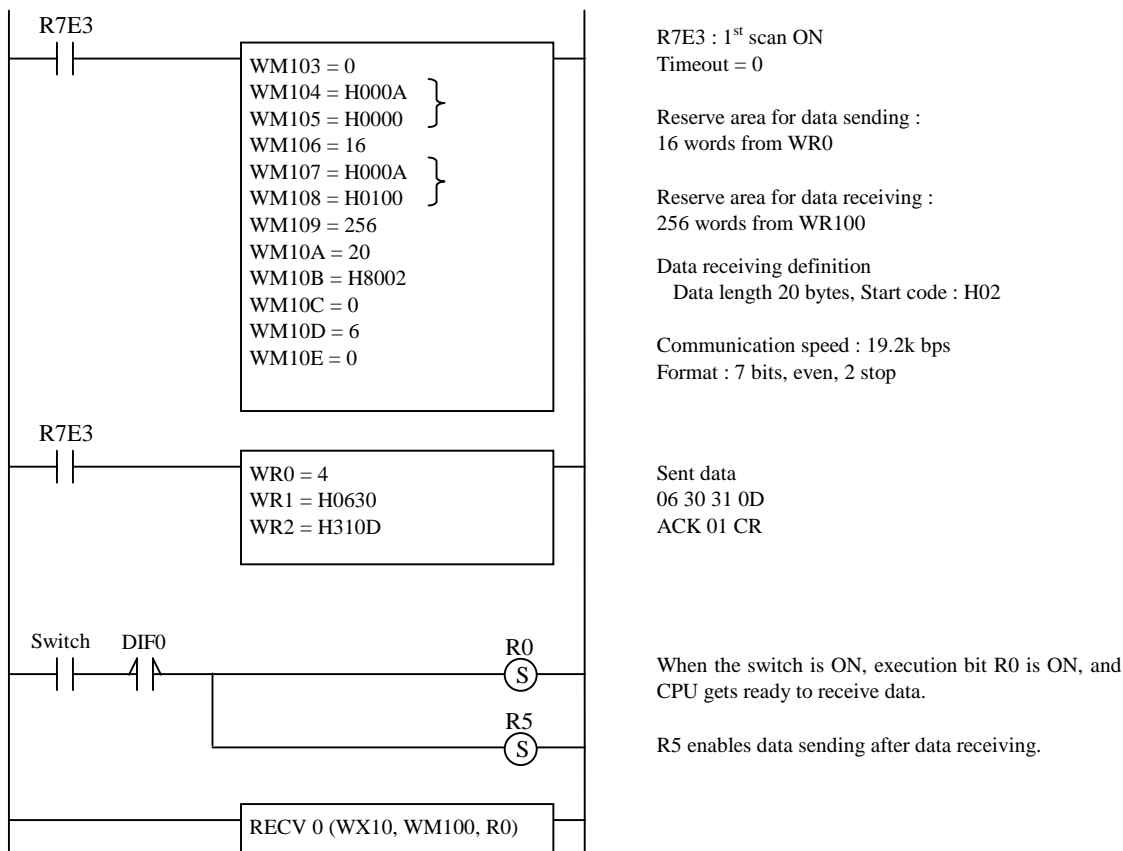 R7E3
WM103 = 0
WM104 = H000A
WM105 = H0000
WM106 = 16
WM107 = H000A
WM108 = H0100
WM109 = 256
WM10A = 20
WM10B = H8002
WM10C = 0
WM10D = 6
WM10E = 0
R7E3 : 1st scan ON
Timeout = 0
Reserve area for data sending :
16 words from WR0
Reserve area for data receiving :
256 words from WR100
Data receiving definition
Data length 20 bytes, Start code : H02
Communication speed : 19.2k bps
Format : 7 bits, even, 2 stop
R7E3
WR0 = 4
WR1 = H0630
WR2 = H310D
Sent data
06 30 31 0D
ACK 01 CR
Switch DIF0
R0
S
R5
S
When the switch is ON, execution bit R0 is ON, and
CPU gets ready to receive data.
R5 enables data sending after data receiving.
RECV 0 (WX10, WM100, R0)